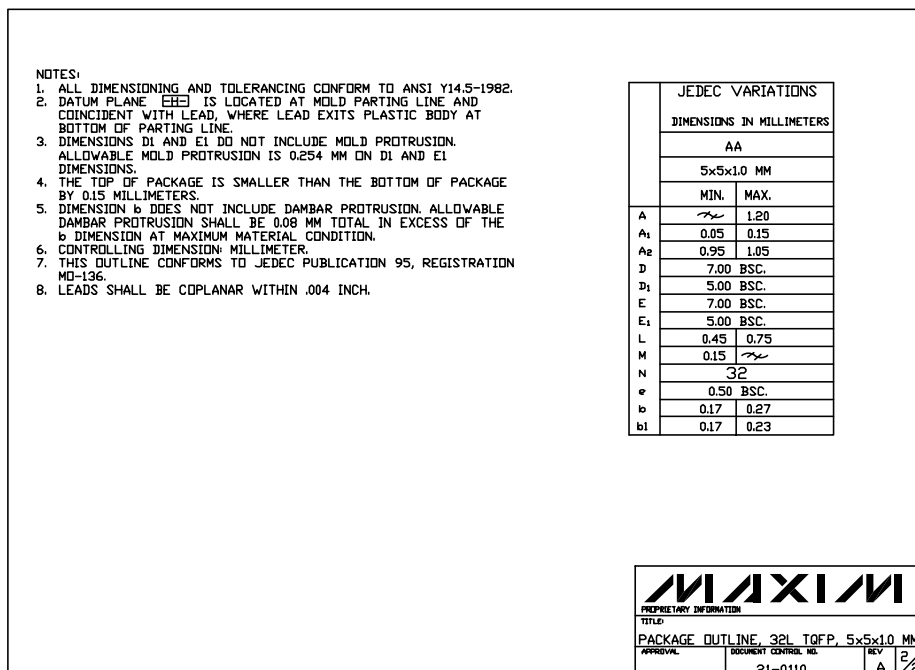 NOTES:
1. ALL DIMENSIONING AND TOLERANCING CONFORM TO ANSI Y14.5-1982.
2. DATUM PLANE -H- IS LOCATED AT MOLD PARTING LINE AND
COINCIDENT WITH LEAD, WHERE LEAD EXITS PLASTIC BODY AT
BOTTOM OF PARTING LINE.
3. DIMENSIONS D1 AND E1 DO NOT INCLUDE MOLD PROTRUSION.
ALLOWABLE MOLD PROTRUSION IS 0.254 MM ON D1 AND E1
DIMENSIONS.
4. THE TOP OF PACKAGE IS SMALLER THAN THE BOTTOM OF PACKAGE
BY 0.15 MILLIMETERS.
5. DIMENSION b DOES NOT INCLUDE DAMBAR PROTRUSION. ALLOWABLE
DAMBAR PROTRUSION SHALL BE 0.08 MM TOTAL IN EXCESS OF THE
b DIMENSION AT MAXIMUM MATERIAL CONDITION.
6. CONTROLLING DIMENSION: MILLIMETER.
7. THIS OUTLINE CONFORMS TO JEDEC PUBLICATION 95, REGISTRATION
MO-136.
8. LEADS SHALL BE COPLANAR WITHIN .004 INCH.
JEDEC VARIATIONS
DIMENSIONS IN MILLIMETERS
AA
5x5x1.0 MM
MIN. MAX.
A 1.20
A1 0.05 0.15
A2 0.95 1.05
D 7.00 BSC.
D1 5.00 BSC.
E 7.00 BSC.
E1 5.00 BSC.
L 0.45 0.75
M 0.15
N 32
e 0.50 BSC.
b 0.17 0.27
b1 0.17 0.23
MAXIM
PROPRIETARY INFORMATION
TITLE:
PACKAGE OUTLINE, 32L TQFP, 5x5x1.0 MM
APPROVAL DOCUMENT CONTROL NO. REV
21-0110 A 2/